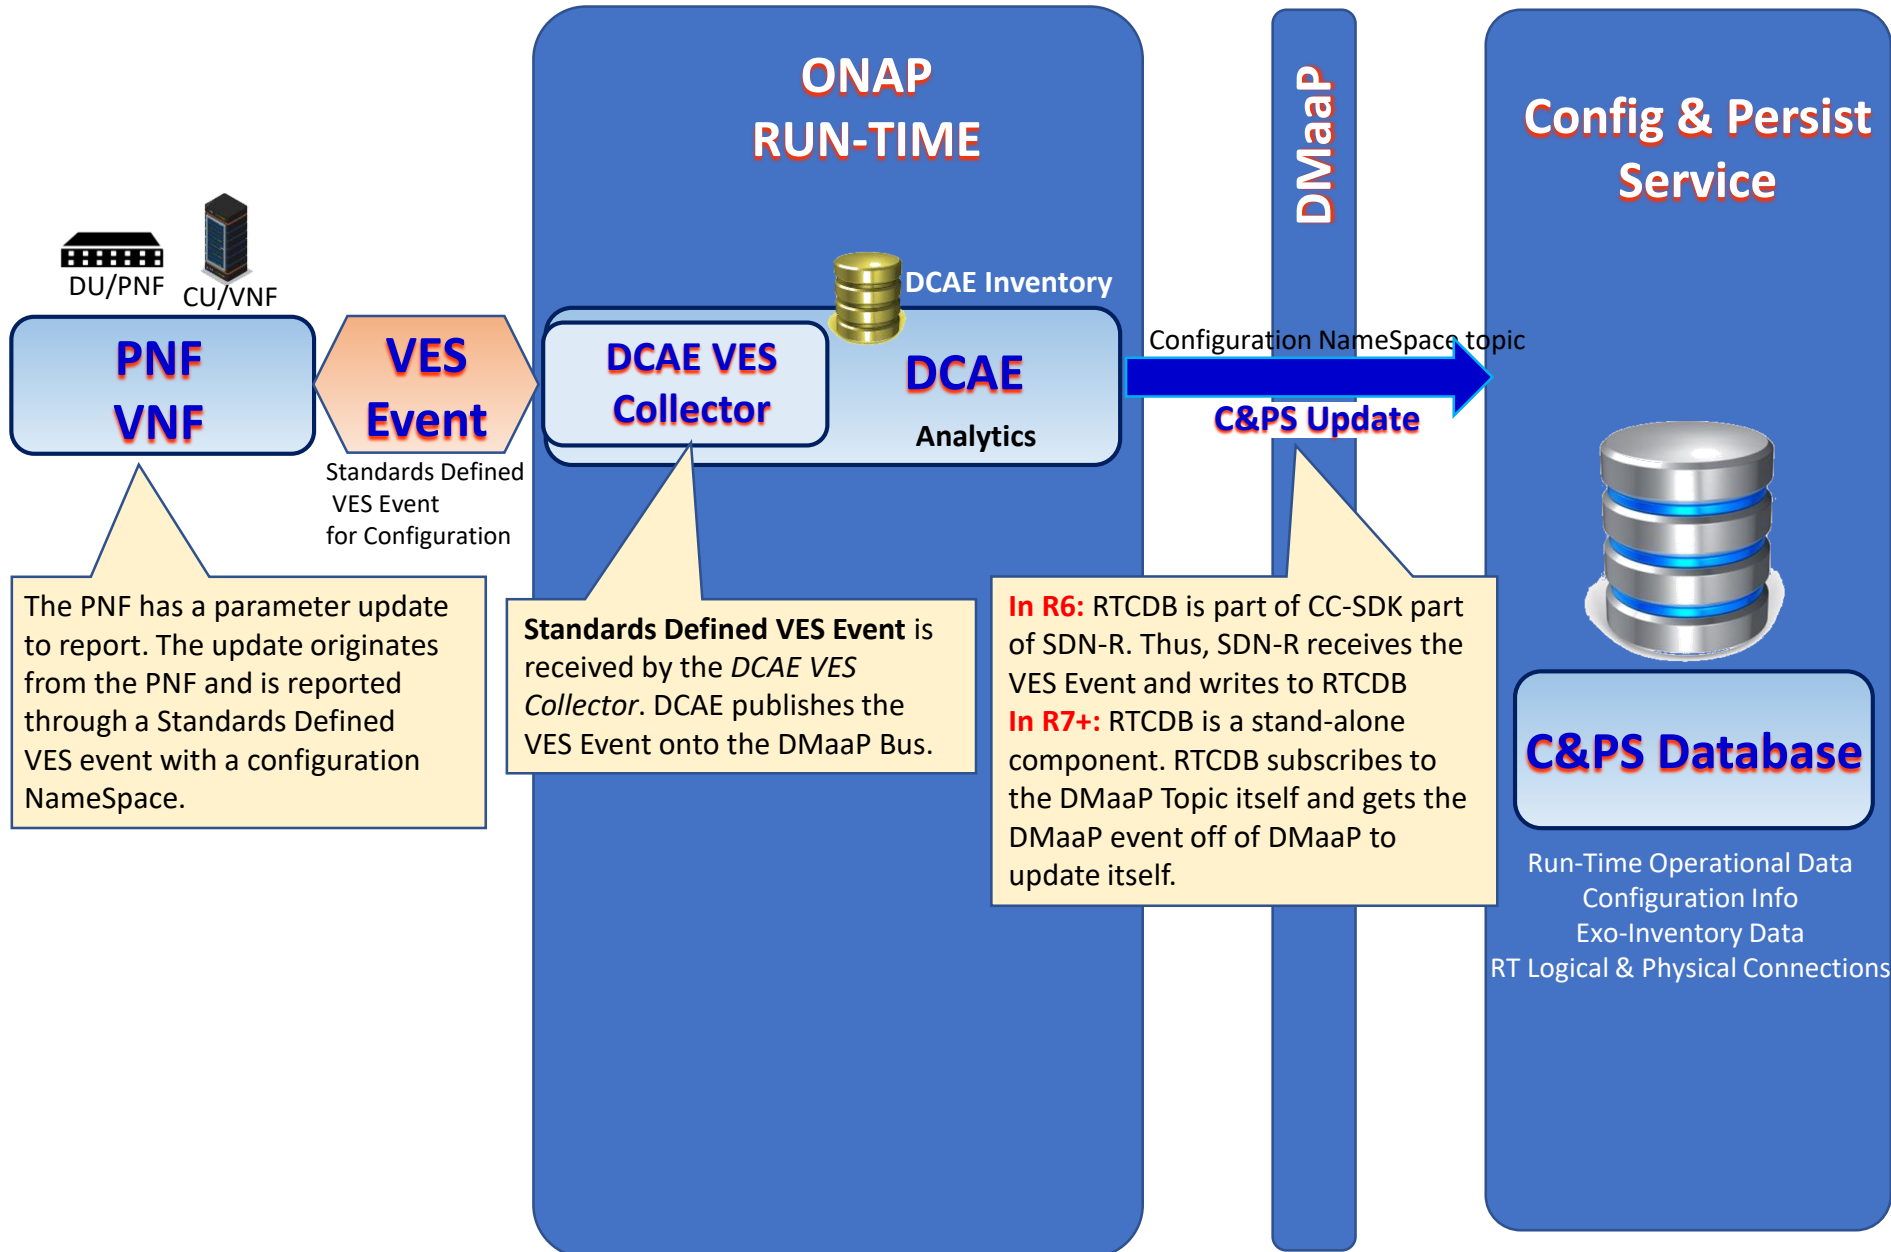 ONAP
RUN-TIME
DMaaP
Config & Persist
Service
DU/PNF
CU/VNF
DCAE Inventory
PNF
VNF
VES
Event
DCAE VES
Collector
DCAE
Analytics
Configuration NameSpace topic
C&PS Update
Standards Defined
VES Event
for Configuration
The PNF has a parameter update
to report. The update originates
from the PNF and is reported
through a Standards Defined
VES event with a configuration
NameSpace.
Standards Defined VES Event is
received by the DCAE VES
Collector. DCAE publishes the
VES Event onto the DMaaP Bus.
In R6: RTCDB is part of CC-SDK part
of SDN-R. Thus, SDN-R receives the
VES Event and writes to RTCDB
In R7+: RTCDB is a stand-alone
component. RTCDB subscribes to
the DMaaP Topic itself and gets the
DMaaP event off of DMaaP to
update itself.
C&PS Database
Run-Time Operational Data
Configuration Info
Exo-Inventory Data
RT Logical & Physical Connections